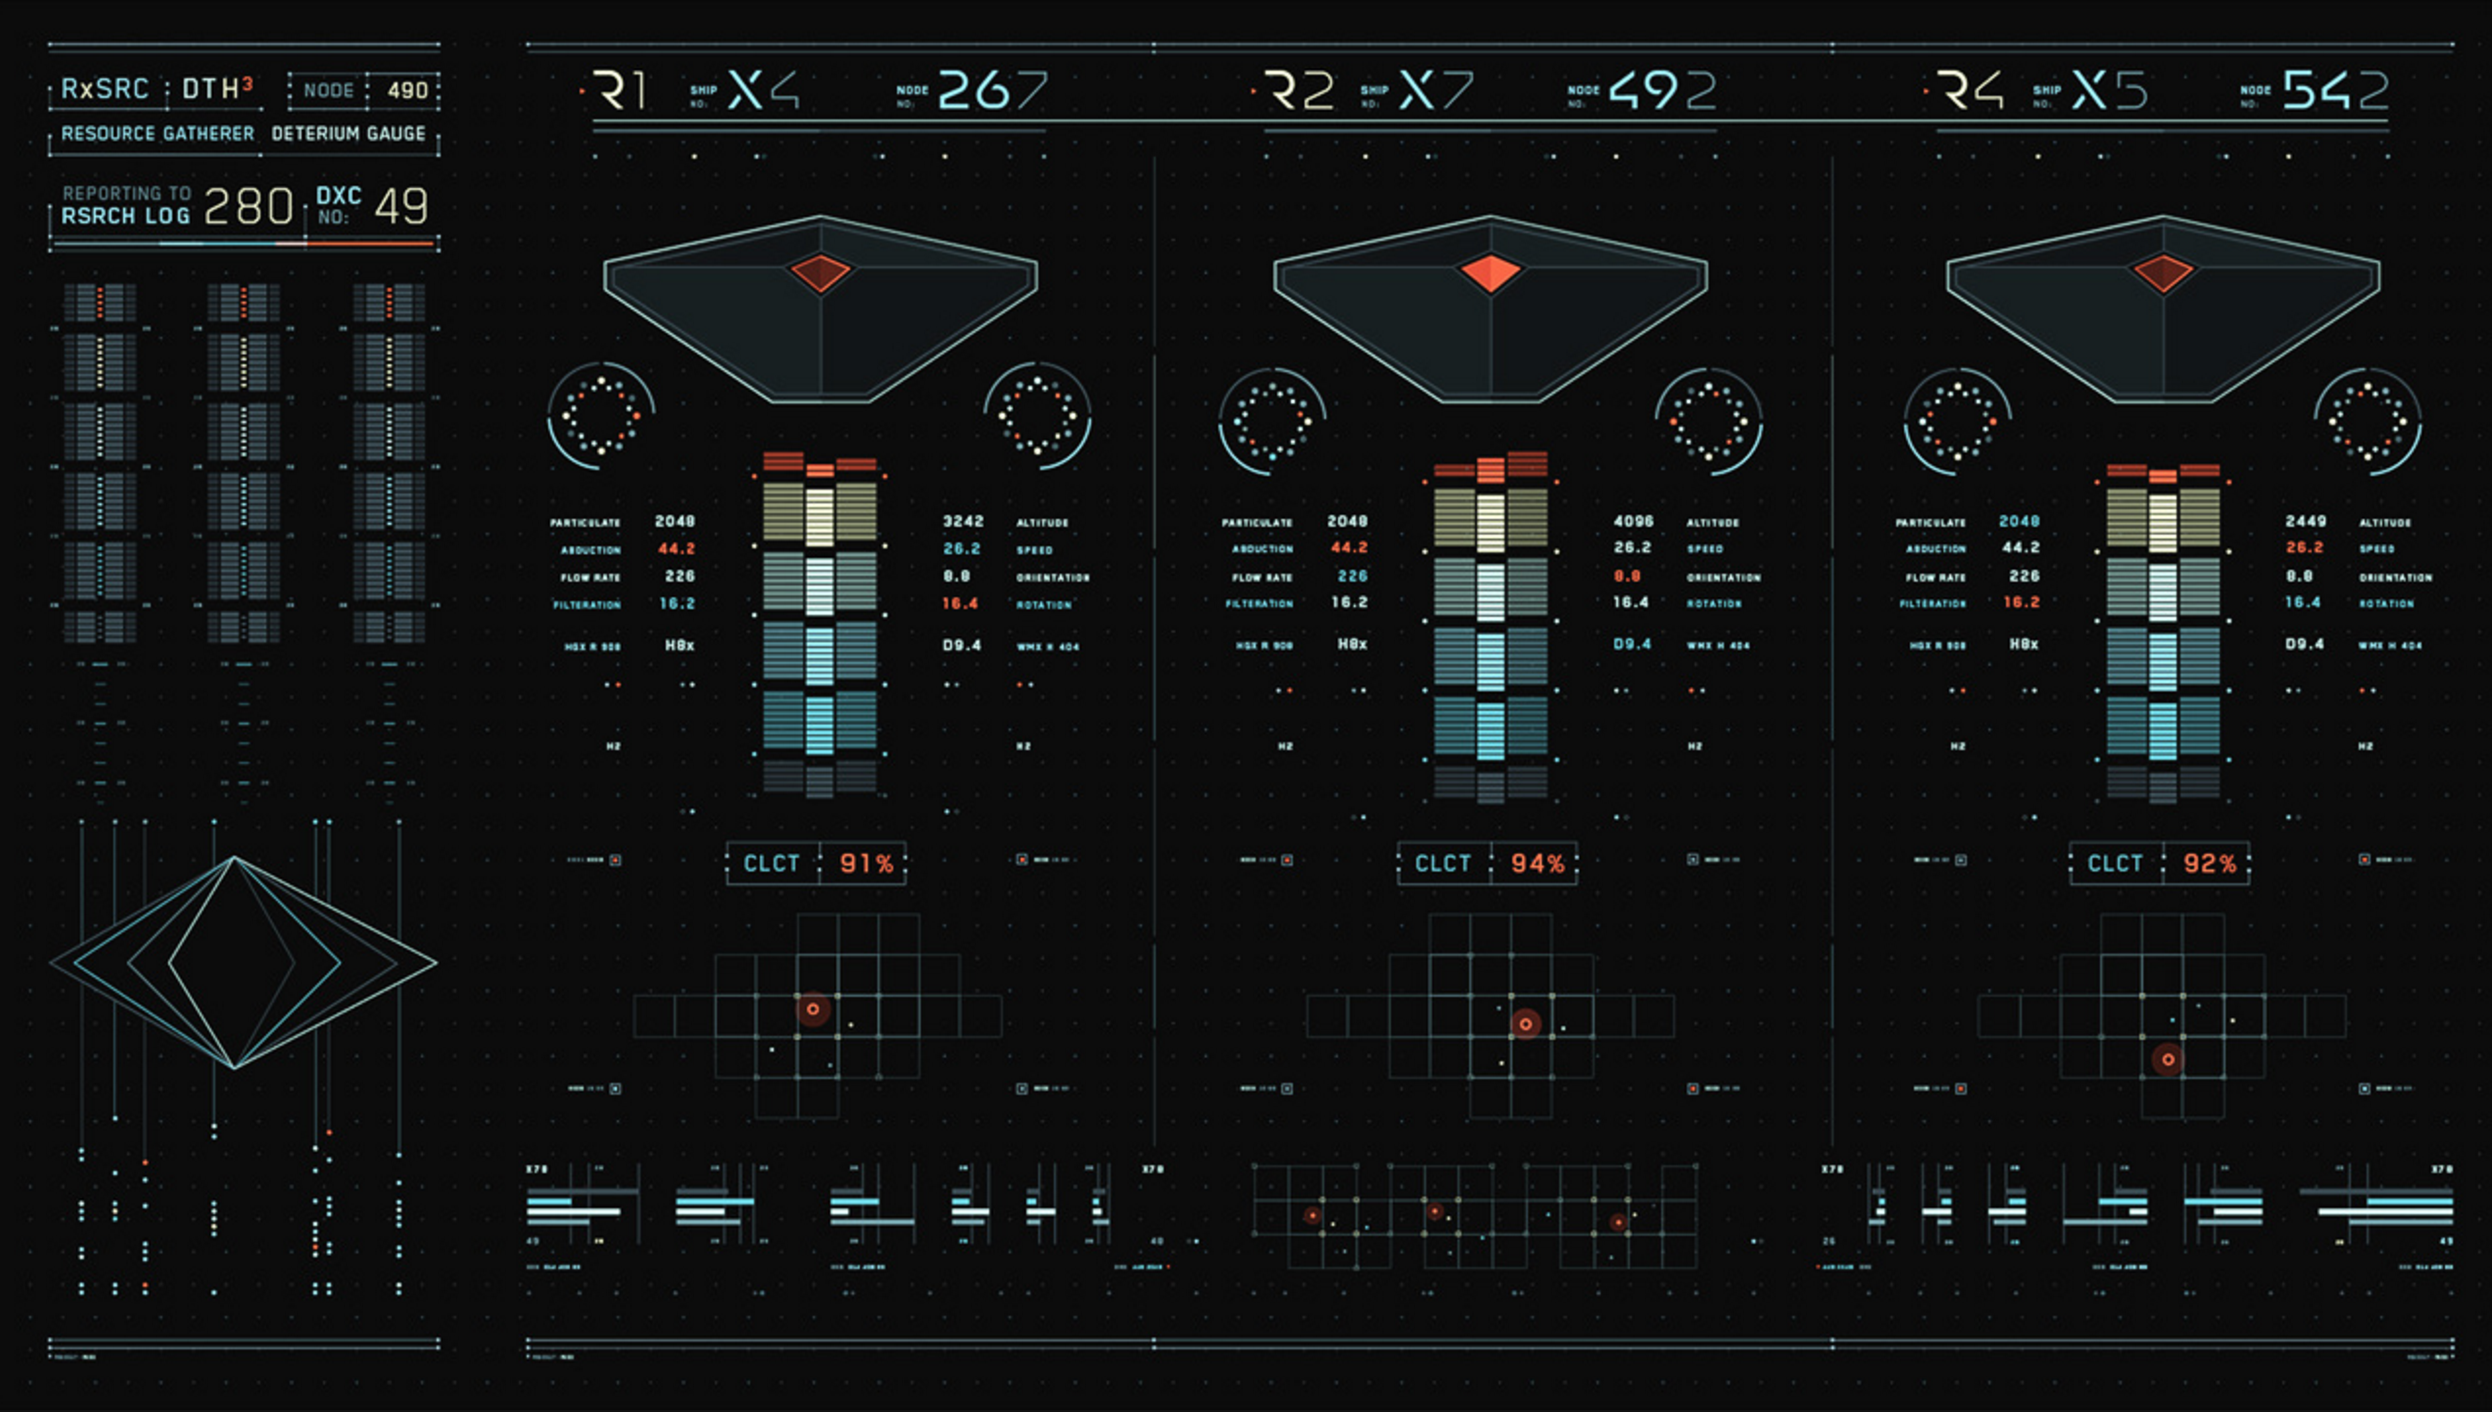 RxSRC DTH³ NODE 490
RESOURCE GATHERER DETERIUM GAUGE
REPORTING TO
RSRCH LOG 280 DXC NO: 49
R1 SHIP NO: X4 NODE NO: 267
PARTICULATE 2048 3242 ALTITUDE
ABDUCTION 44.2 26.2 SPEED
FLOW RATE 226 8.8 ORIENTATION
FILTERATION 16.2 16.4 ROTATION
HGX R 908 H8x D9.4 WMX H 404
H2 H2
CLCT 91%
R2 SHIP NO: X7 NODE NO: 492
PARTICULATE 2048 4096 ALTITUDE
ABDUCTION 44.2 26.2 SPEED
FLOW RATE 226 8.8 ORIENTATION
FILTERATION 16.2 16.4 ROTATION
HGX R 908 H8x D9.4 WMX H 404
H2 H2
CLCT 94%
R4 SHIP NO: X5 NODE NO: 542
PARTICULATE 2048 2449 ALTITUDE
ABDUCTION 44.2 26.2 SPEED
FLOW RATE 226 8.8 ORIENTATION
FILTERATION 16.2 16.4 ROTATION
HGX R 908 H8x D9.4 WMX H 404
H2 H2
CLCT 92%
X78 X78 X78 X78
49 48 26 49